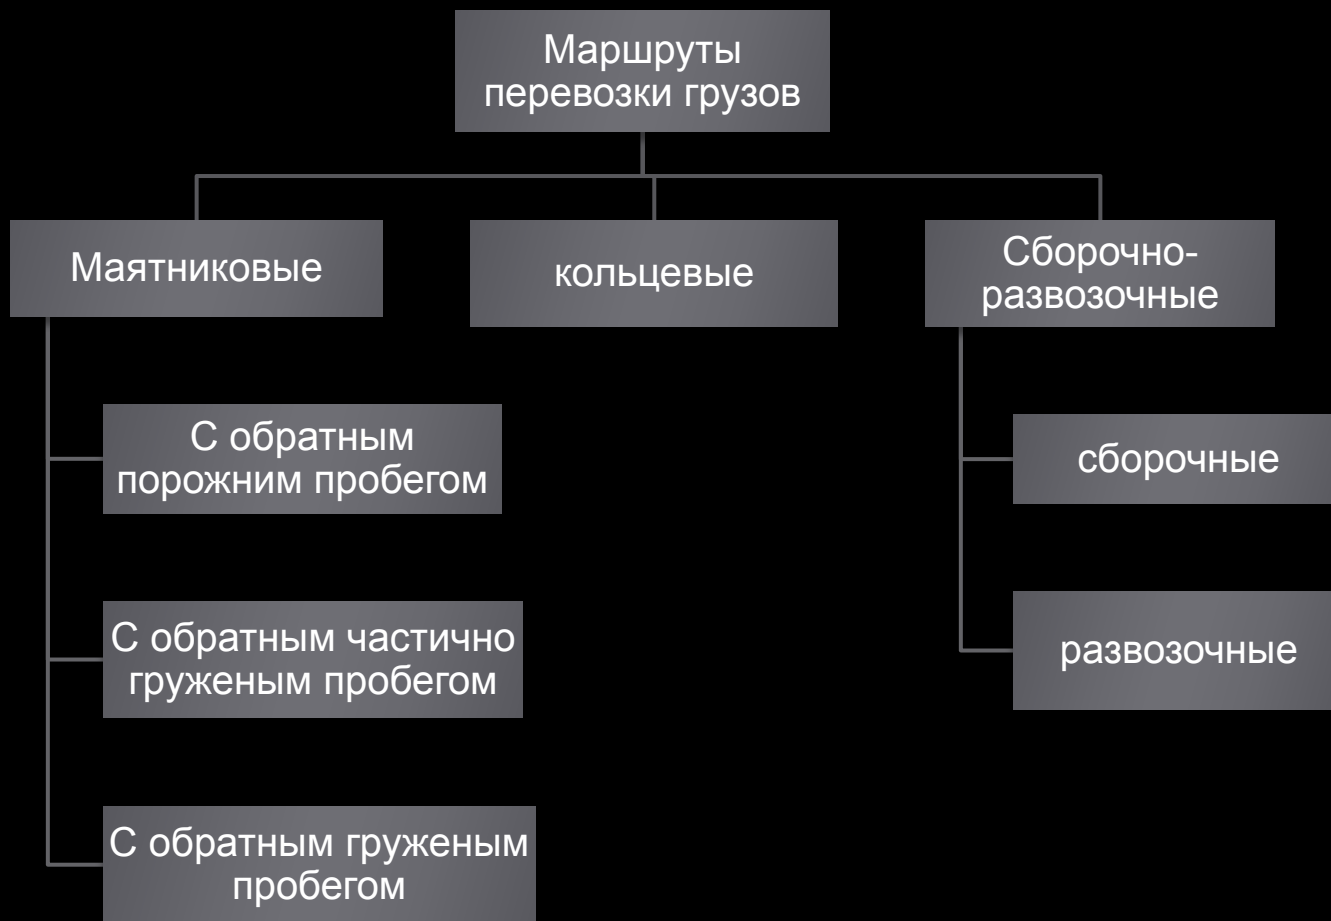 Маршруты
перевозки грузов
Маятниковые
кольцевые
Сборочно-
развозочные
С обратным
порожним пробегом
сборочные
С обратным частично
груженым пробегом
развозочные
С обратным груженым
пробегом